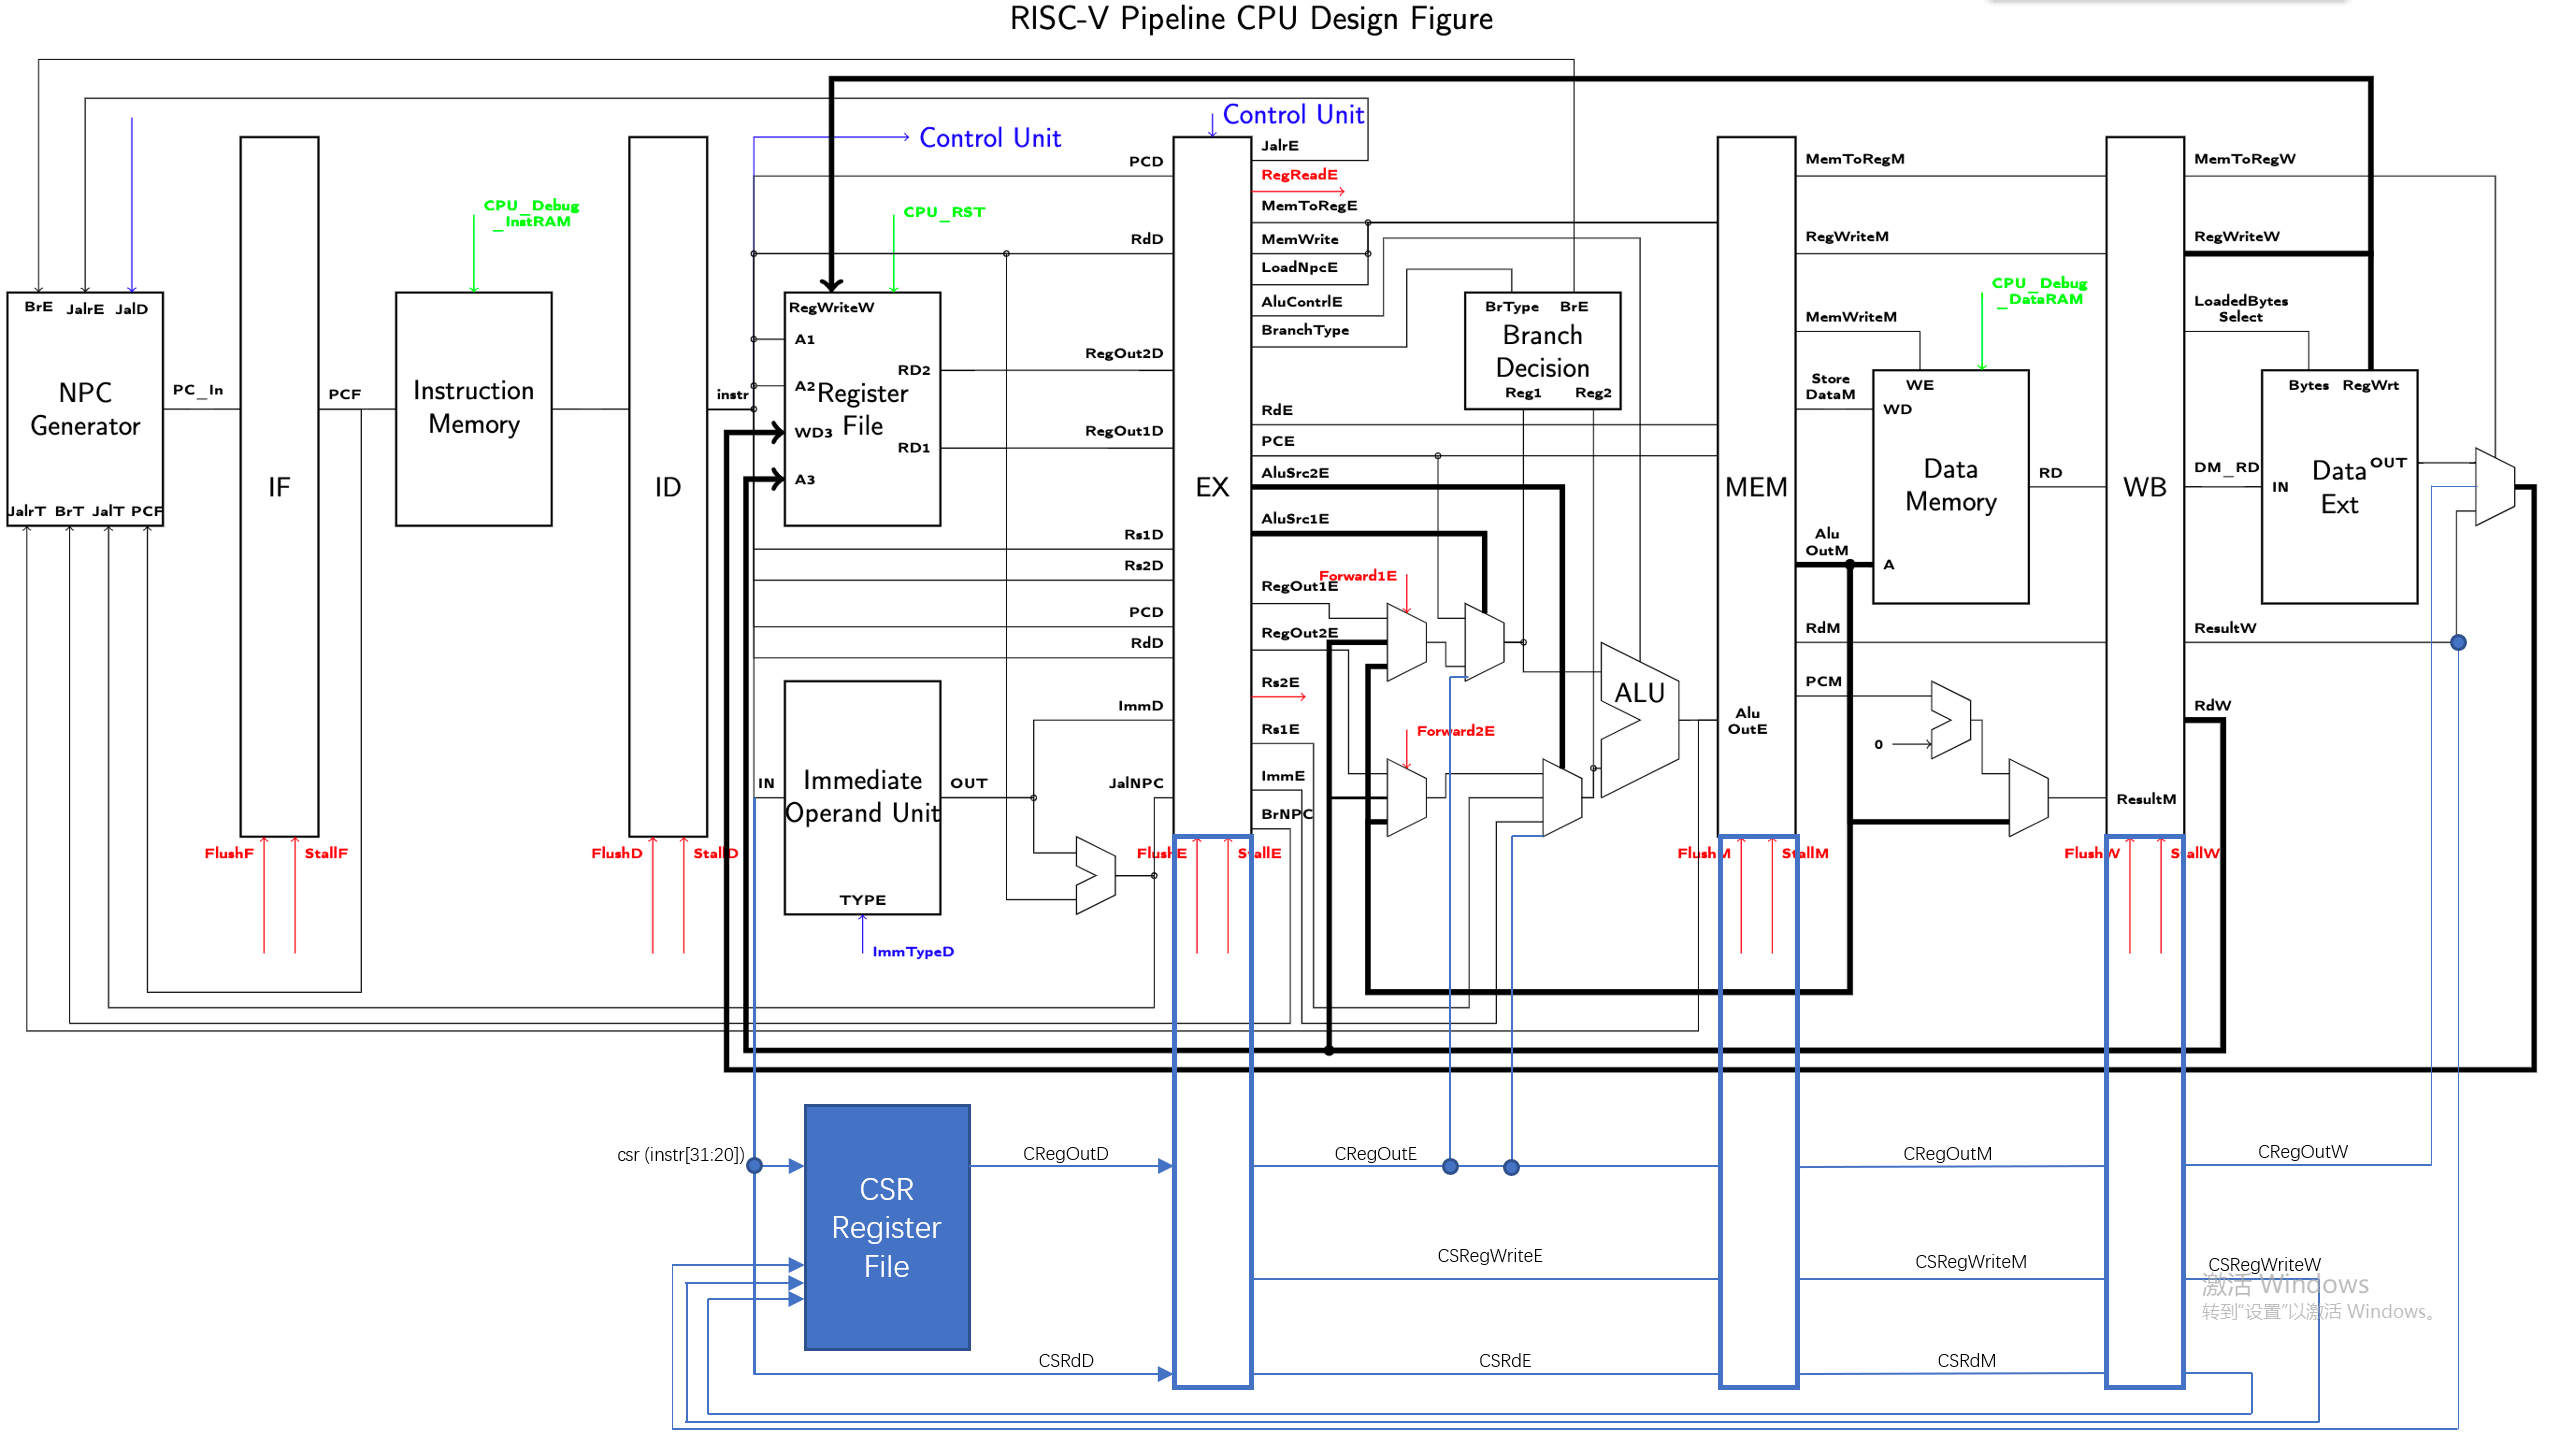 RISC-V Pipeline CPU Design Figure
Control Unit
Control Unit
BrE JalrE JalD
NPC
Generator
JalrT BrT JalT PCF
PC_In
IF
FlushF StallF
PCF
CPU_Debug
_InstRAM
Instruction
Memory
ID
FlushD StallD
instr
CPU_RST
RegWriteW
A1
A2
WD3
A3
Register
File
RD2
RD1
PCD
RdD
RegOut2D
RegOut1D
Rs1D
Rs2D
PCD
RdD
ImmD
JalNPC
IN
Immediate
Operand Unit
OUT
TYPE
ImmTypeD
EX
FlushE StallE
JalrE
RegReadE
MemToRegE
MemWrite
LoadNpcE
AluContrlE
BranchType
RdE
PCE
AluSrc2E
AluSrc1E
RegOut1E
RegOut2E
Rs2E
Rs1E
ImmE
BrNPC
Forward1E
Forward2E
BrType BrE
Branch
Decision
Reg1 Reg2
ALU
MEM
Alu
OutE
FlushM StallM
MemToRegM
RegWriteM
MemWriteM
Store
DataM
Alu
OutM
RdM
PCM
0
CPU_Debug
_DataRAM
WE
WD
A
Data
Memory
RD
WB
ResultM
FlushW StallW
MemToRegW
RegWriteW
LoadedBytes
Select
DM_RD
ResultW
RdW
Bytes RegWrt
IN
Data
Ext
OUT
csr (instr[31:20])
CSR
Register
File
CRegOutD
CRegOutE
CRegOutM
CRegOutW
CSRegWriteE
CSRegWriteM
CSRegWriteW
CSRdD
CSRdE
CSRdM
激活 Windows
转到“设置”以激活 Windows。